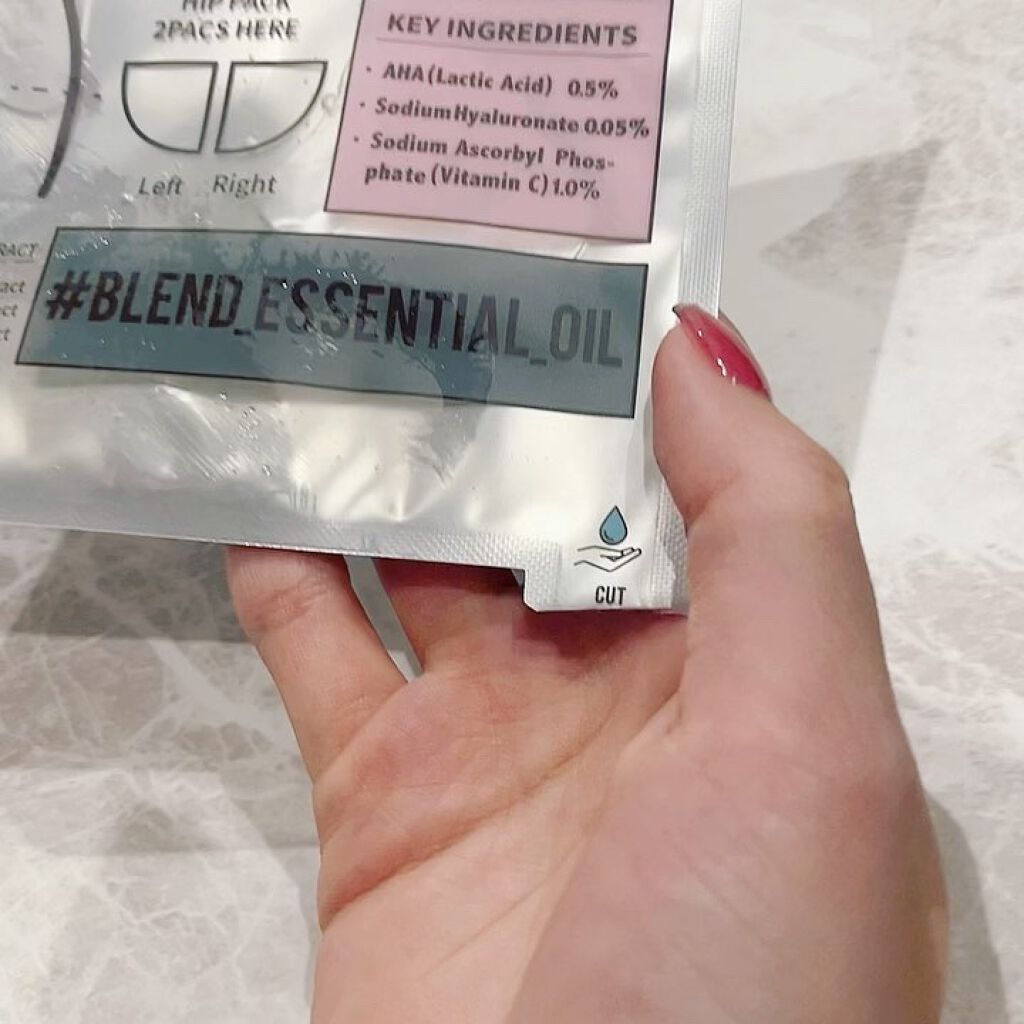 HIP PACK
2PACS HERE
Left Right
KEY INGREDIENTS
· AHA (Lactic Acid) 0.5%
· Sodium Hyaluronate 0.05%
· Sodium Ascorbyl Phos-
phate (Vitamin C) 1.0%
#BLEND_ESSENTIAL_OIL
CUT